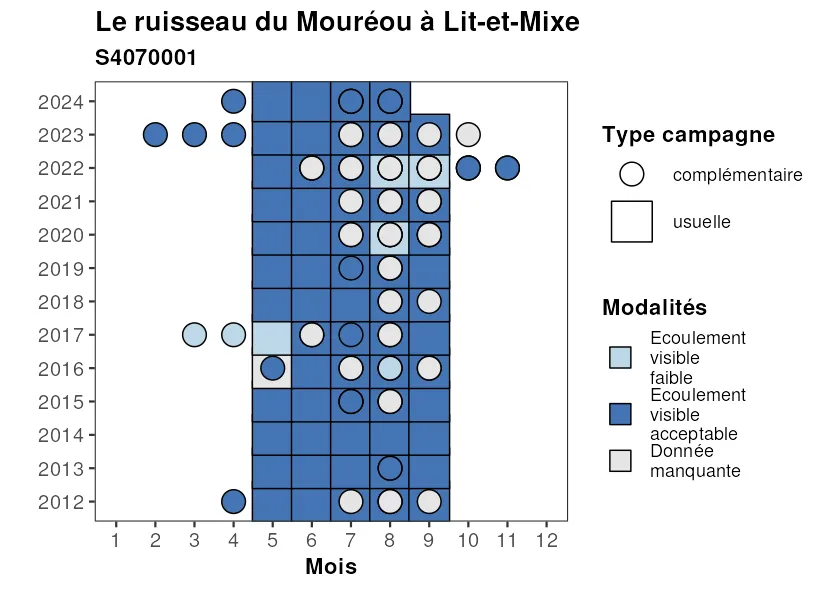 Le ruisseau du Mouréou à Lit-et-Mixe
S4070001
2024
2023
2022
2021
2020
2019
2018
2017
2016
2015
2014
2013
2012
1 2 3 4 5 6 7 8 9 10 11 12
Mois
Type campagne
complémentaire
usuelle
Modalités
Ecoulement
visible
faible
Ecoulement
visible
acceptable
Donnée
manquante